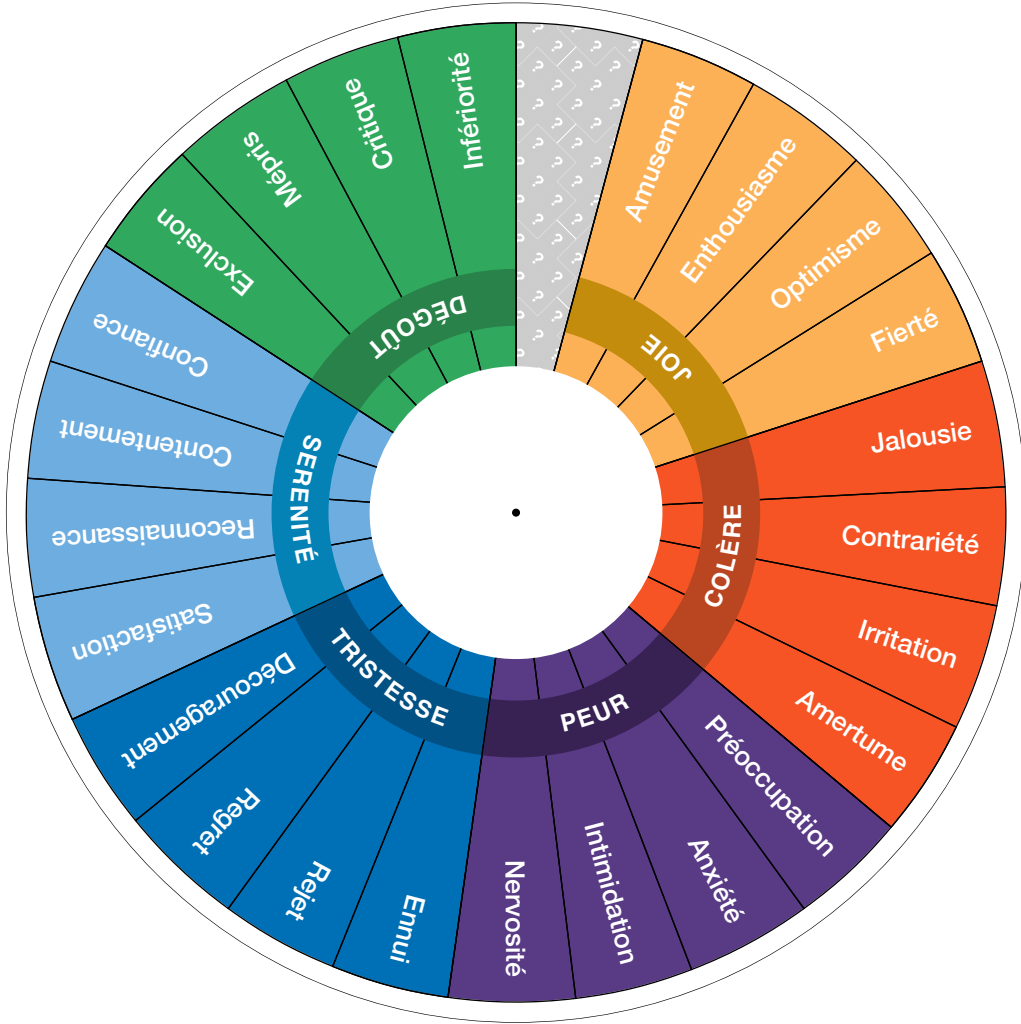 Amusement
Enthousiasme
Optimisme
Fierté
JOIE
Jalousie
Contrariété
Irritation
Amertume
COLÈRE
Préoccupation
Anxiété
Intimidation
Nervosité
PEUR
Ennui
Rejet
Regret
Découragement
TRISTESSE
Satisfaction
Reconnaissance
Contentement
Confiance
SERENITÉ
Exclusion
Mépris
Critique
Infériorité
DÉGOÛT